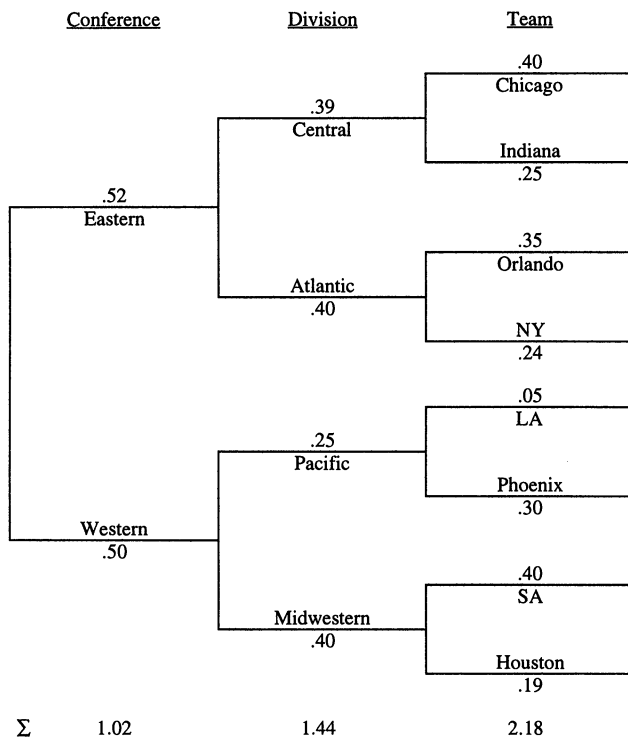 Conference Division Team
.40
Chicago
.39
Central
Indiana
.25
.52
Eastern
.35
Orlando
Atlantic
.40
NY
.24
.05
LA
.25
Pacific
Phoenix
.30
Western
.50
.40
SA
Midwestern
.40
Houston
.19
Σ 1.02 1.44 2.18